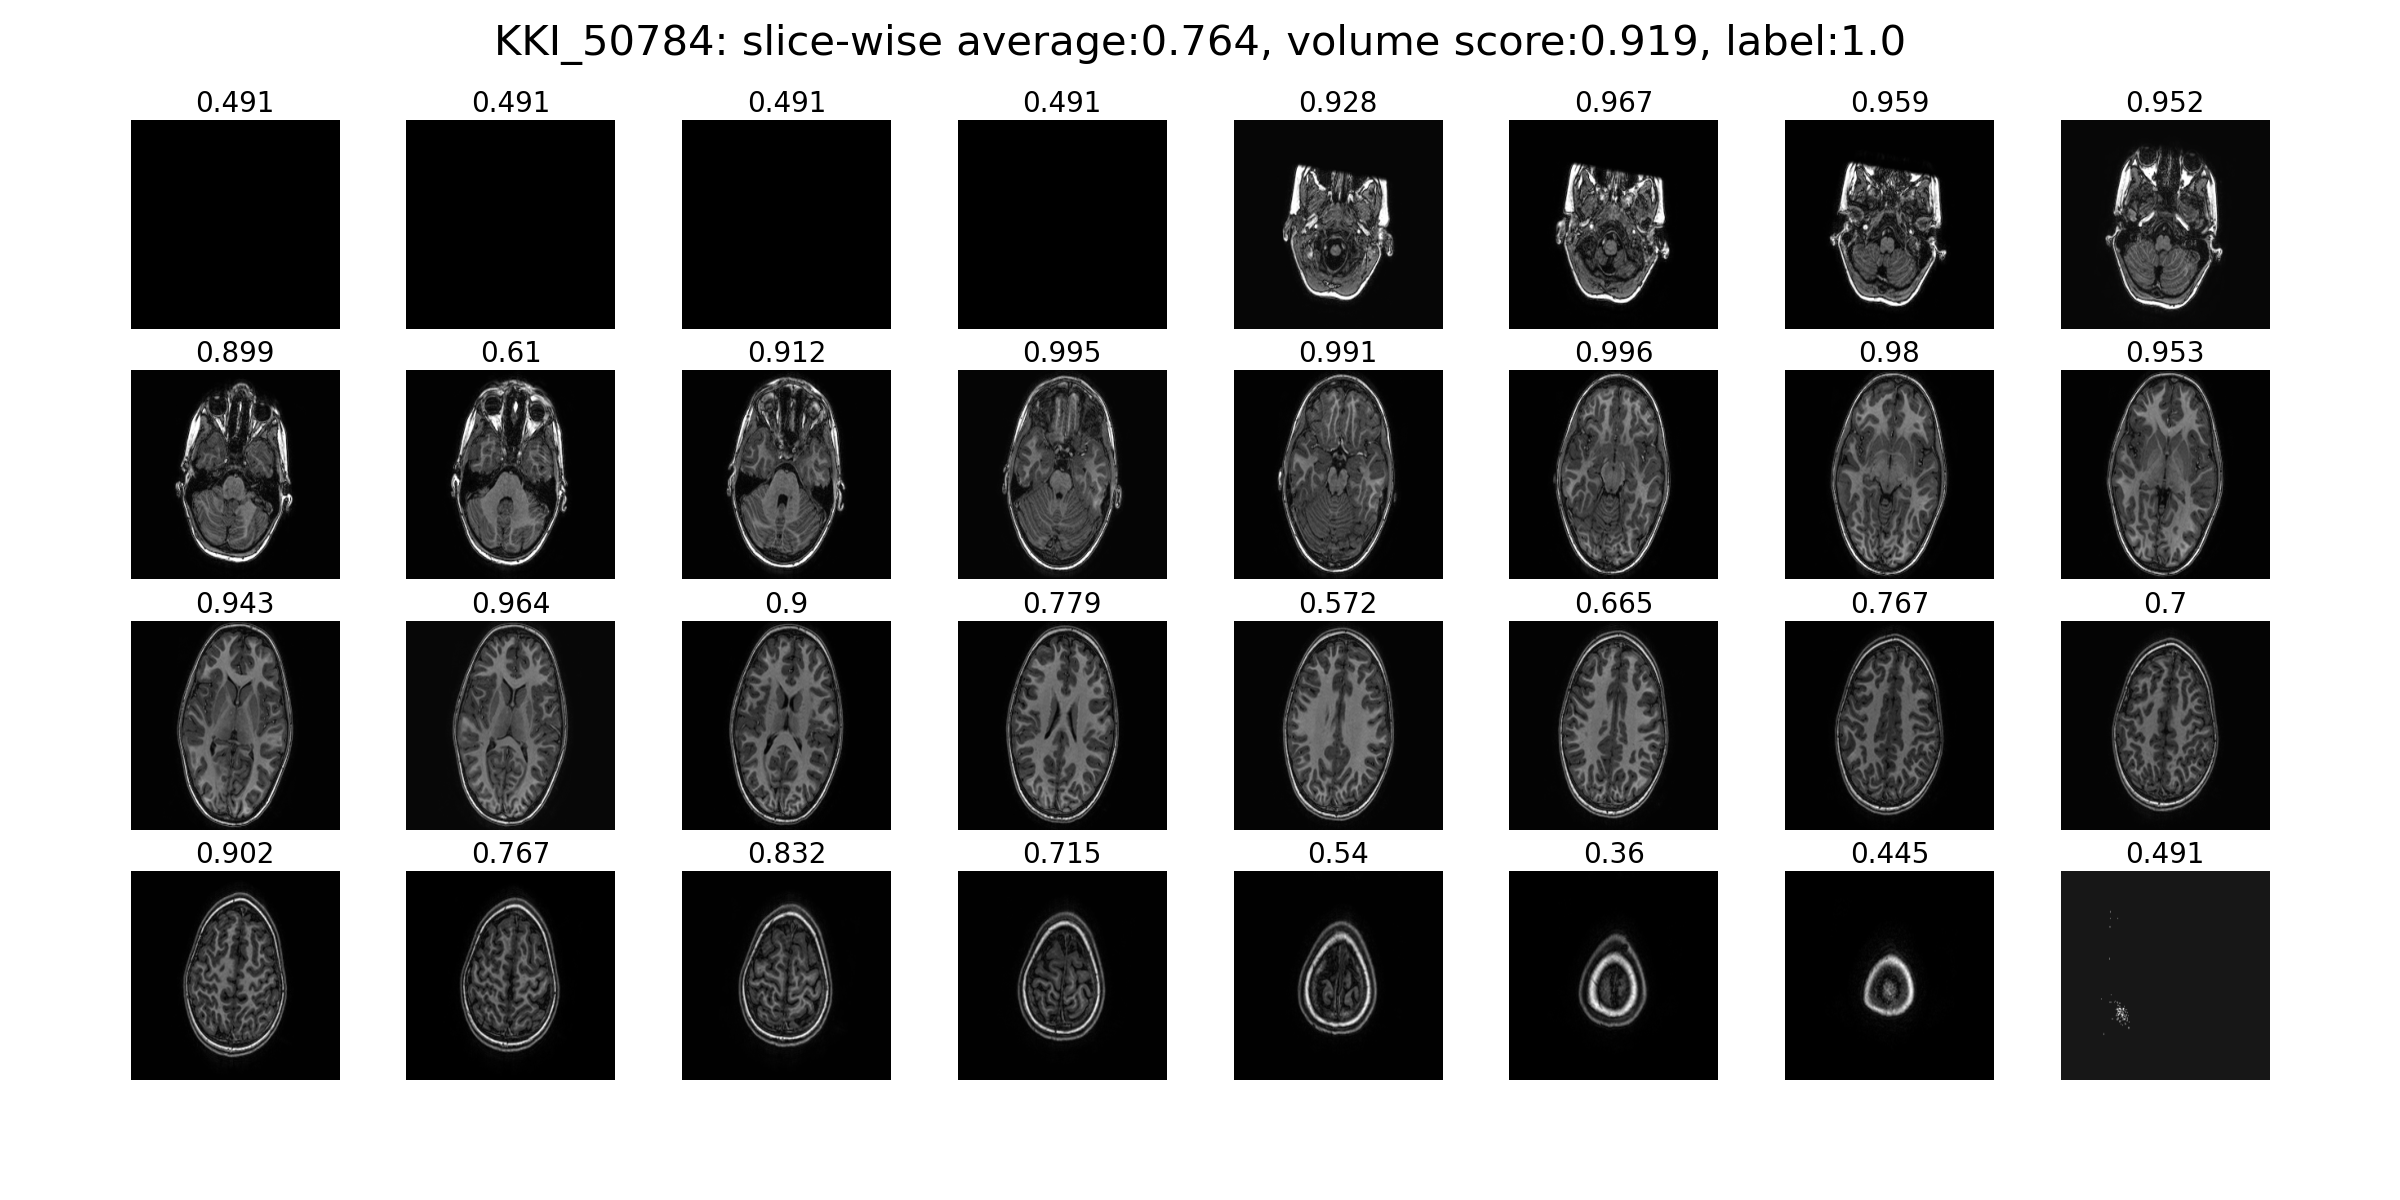 KKI_50784: slice-wise average:0.764, volume score:0.919, label:1.0
0.491 0.491 0.491 0.491 0.928 0.967 0.959 0.952
0.899 0.61 0.912 0.995 0.991 0.996 0.98 0.953
0.943 0.964 0.9 0.779 0.572 0.665 0.767 0.7
0.902 0.767 0.832 0.715 0.54 0.36 0.445 0.491